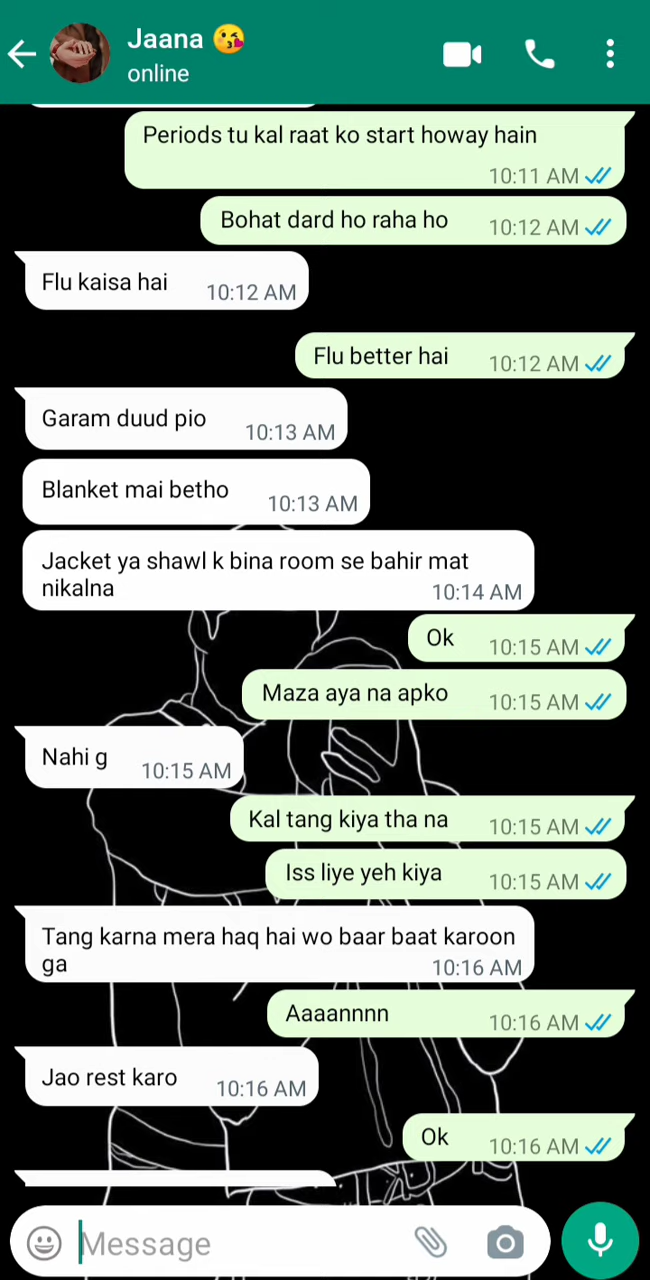 Jaana 😘
online
Periods tu kal raat ko start howay hain
10:11 AM
Bohat dard ho raha ho 10:12 AM
Flu kaisa hai 10:12 AM
Flu better hai 10:12 AM
Garam duud pio 10:13 AM
Blanket mai betho 10:13 AM
Jacket ya shawl k bina room se bahir mat
nikalna 10:14 AM
Ok 10:15 AM
Maza aya na apko 10:15 AM
Nahi g 10:15 AM
Kal tang kiya tha na 10:15 AM
Iss liye yeh kiya 10:15 AM
Tang karna mera haq hai wo baar baat karoon
ga 10:16 AM
Aaaannnn 10:16 AM
Jao rest karo 10:16 AM
Ok 10:16 AM
Message